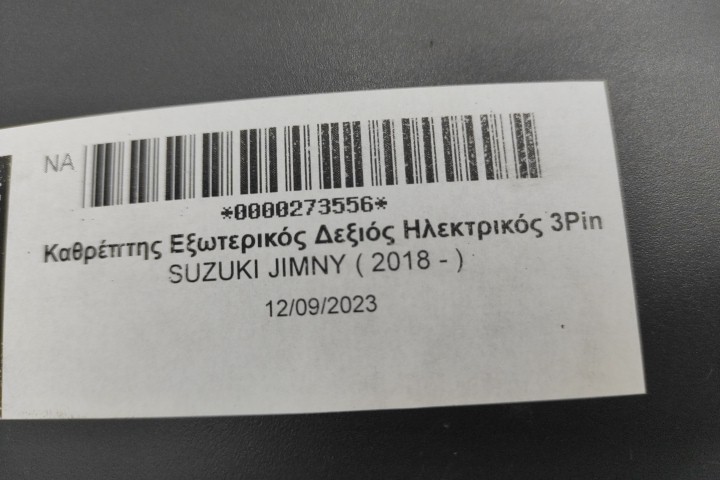 NA
*0000273556*
Καθρέπτης Εξωτερικός Δεξιός Ηλεκτρικός 3Pin
SUZUKI JIMNY ( 2018 - )
12/09/2023